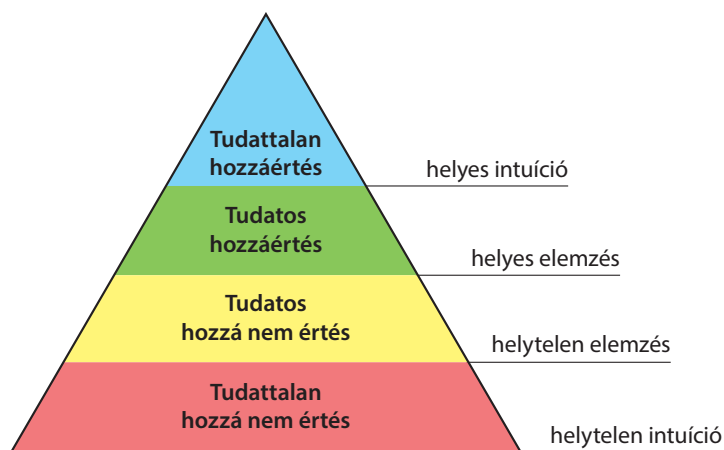 Tudattalan
hozzáértés
helyes intuíció
Tudatos
hozzáértés
helyes elemzés
Tudatos
hozzá nem értés
helytelen elemzés
Tudattalan
hozzá nem értés
helytelen intuíció